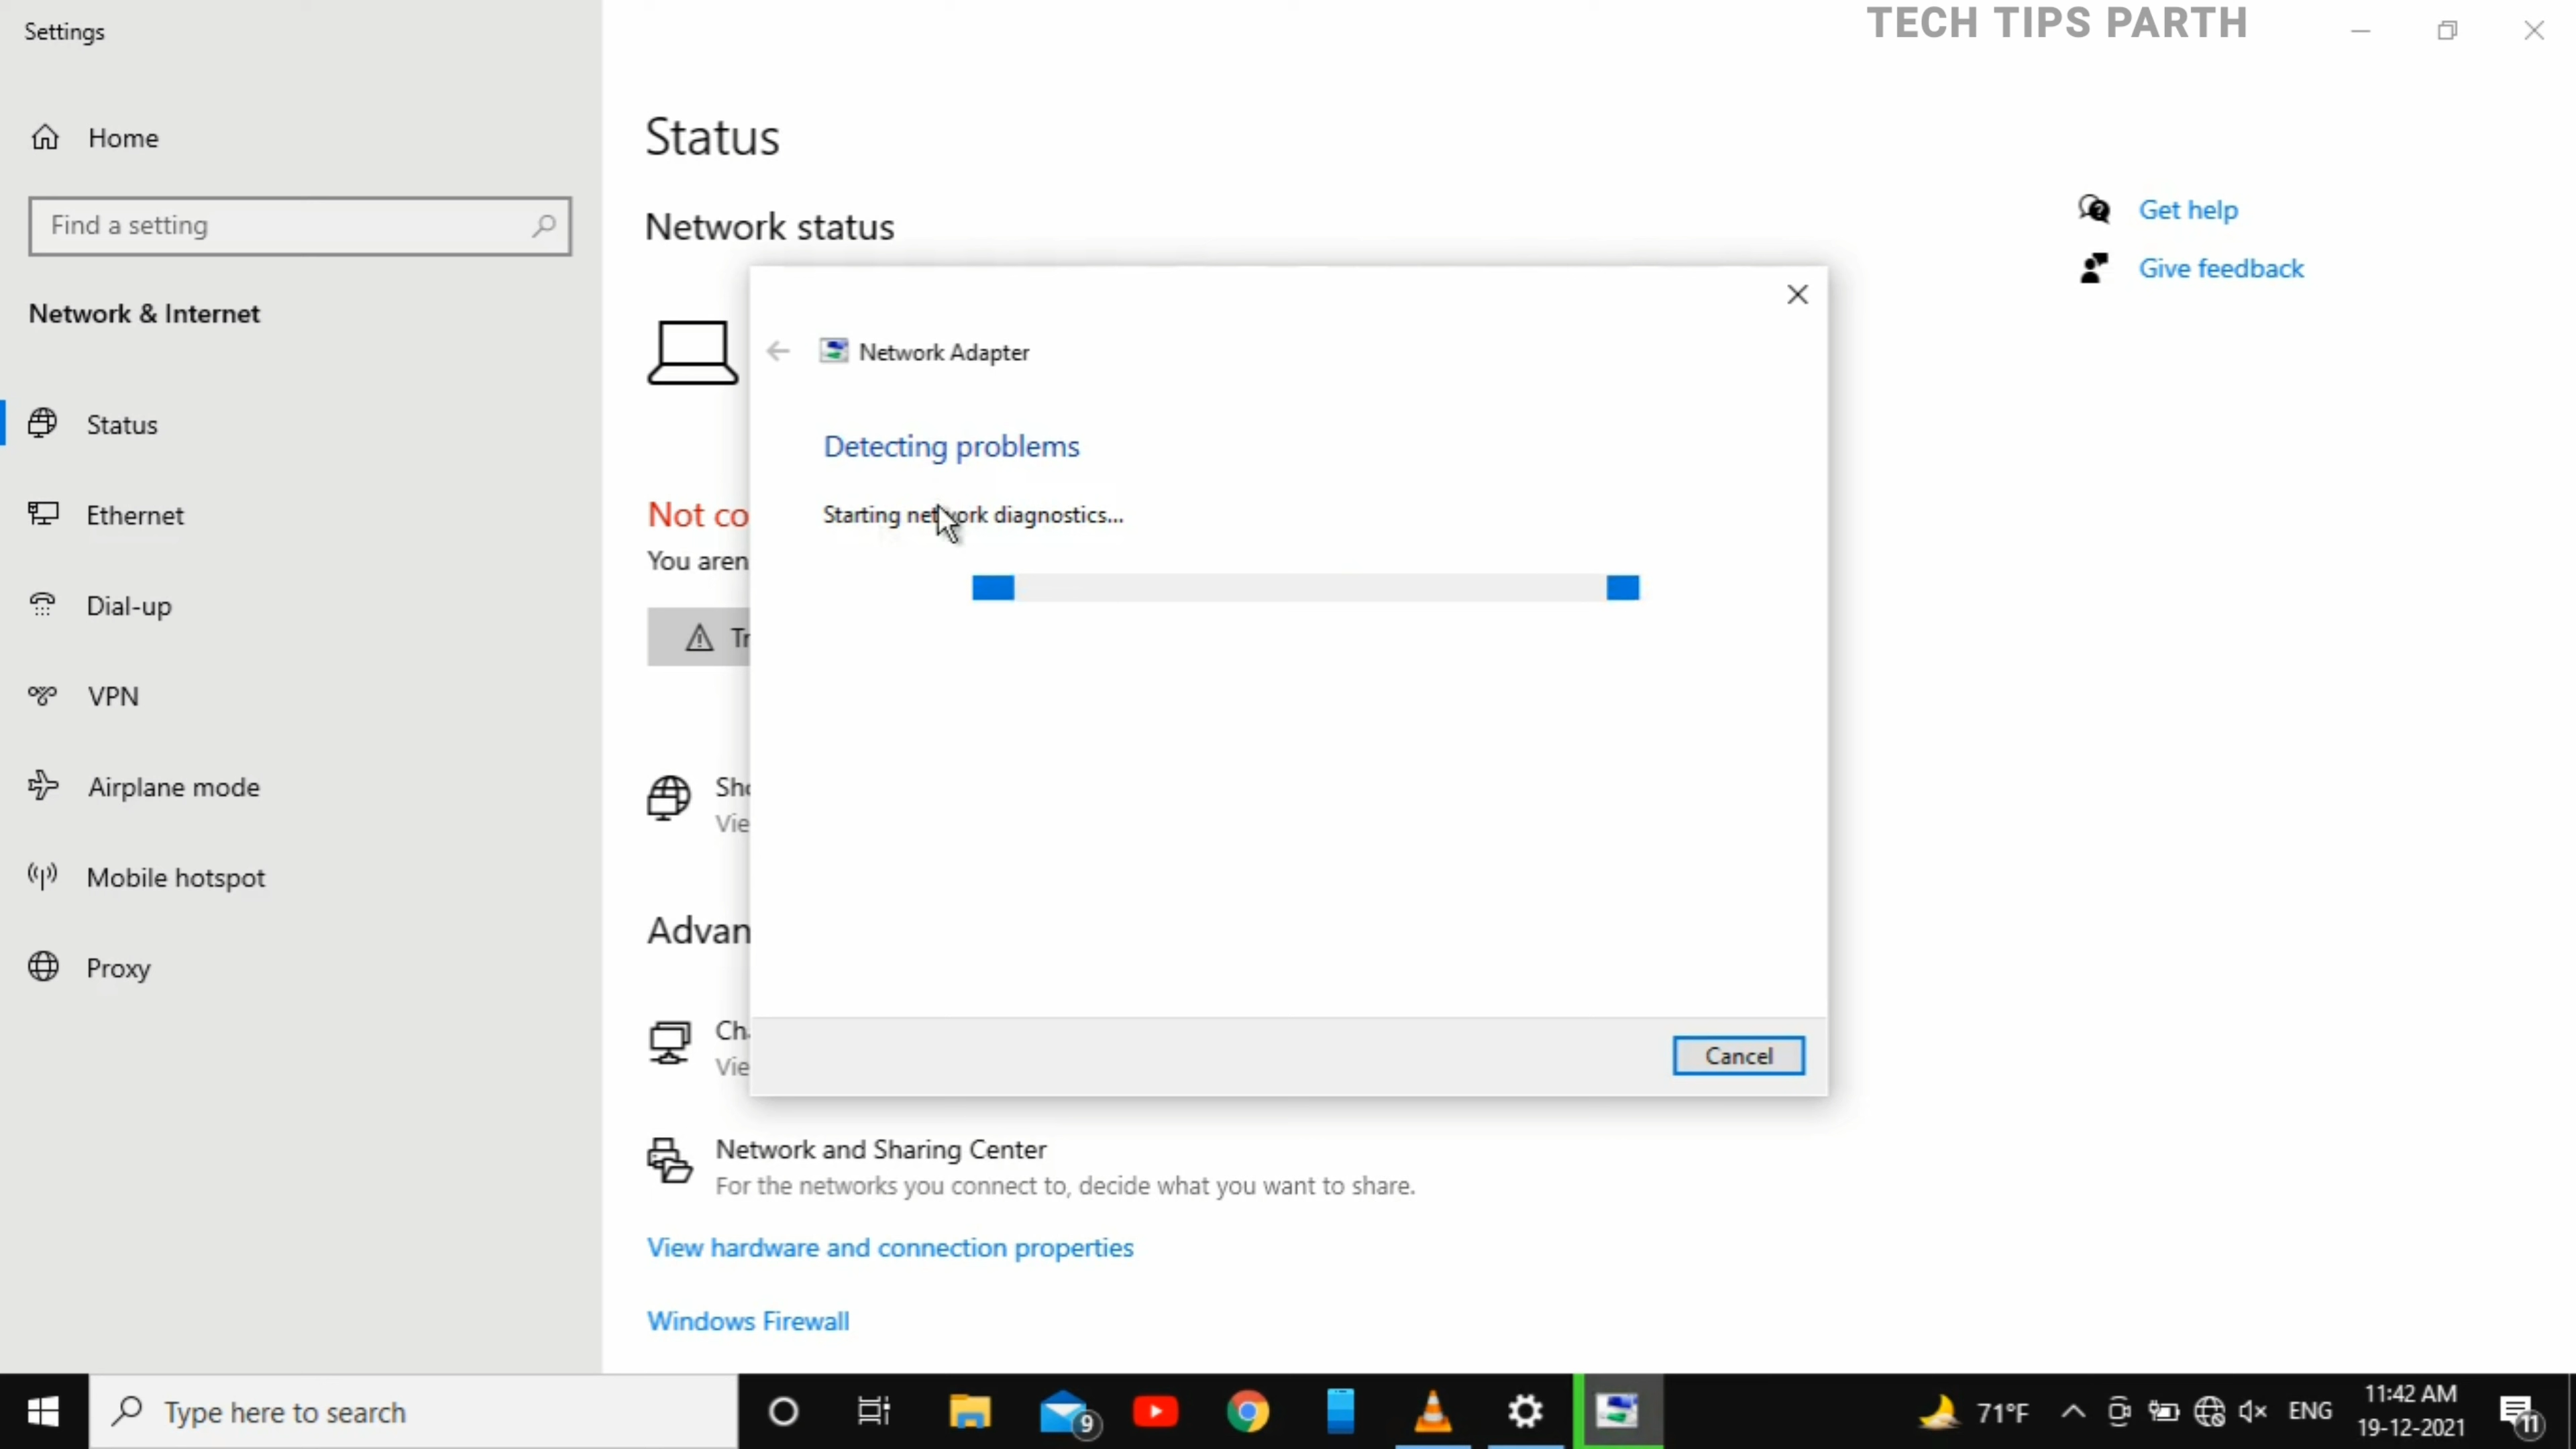 Settings
TECH TIPS PARTH
Home
Find a setting
Network & Internet
Status
Ethernet
Dial-up
VPN
Airplane mode
Mobile hotspot
Proxy
Status
Network status
Get help
Give feedback
Network Adapter
Detecting problems
Starting network diagnostics...
Cancel
Not co
You aren
Tr
Sho
Vie
Advan
Ch
Vie
Network and Sharing Center
For the networks you connect to, decide what you want to share.
View hardware and connection properties
Windows Firewall
Type here to search
9
71°F
ENG
11:42 AM
19-12-2021
11